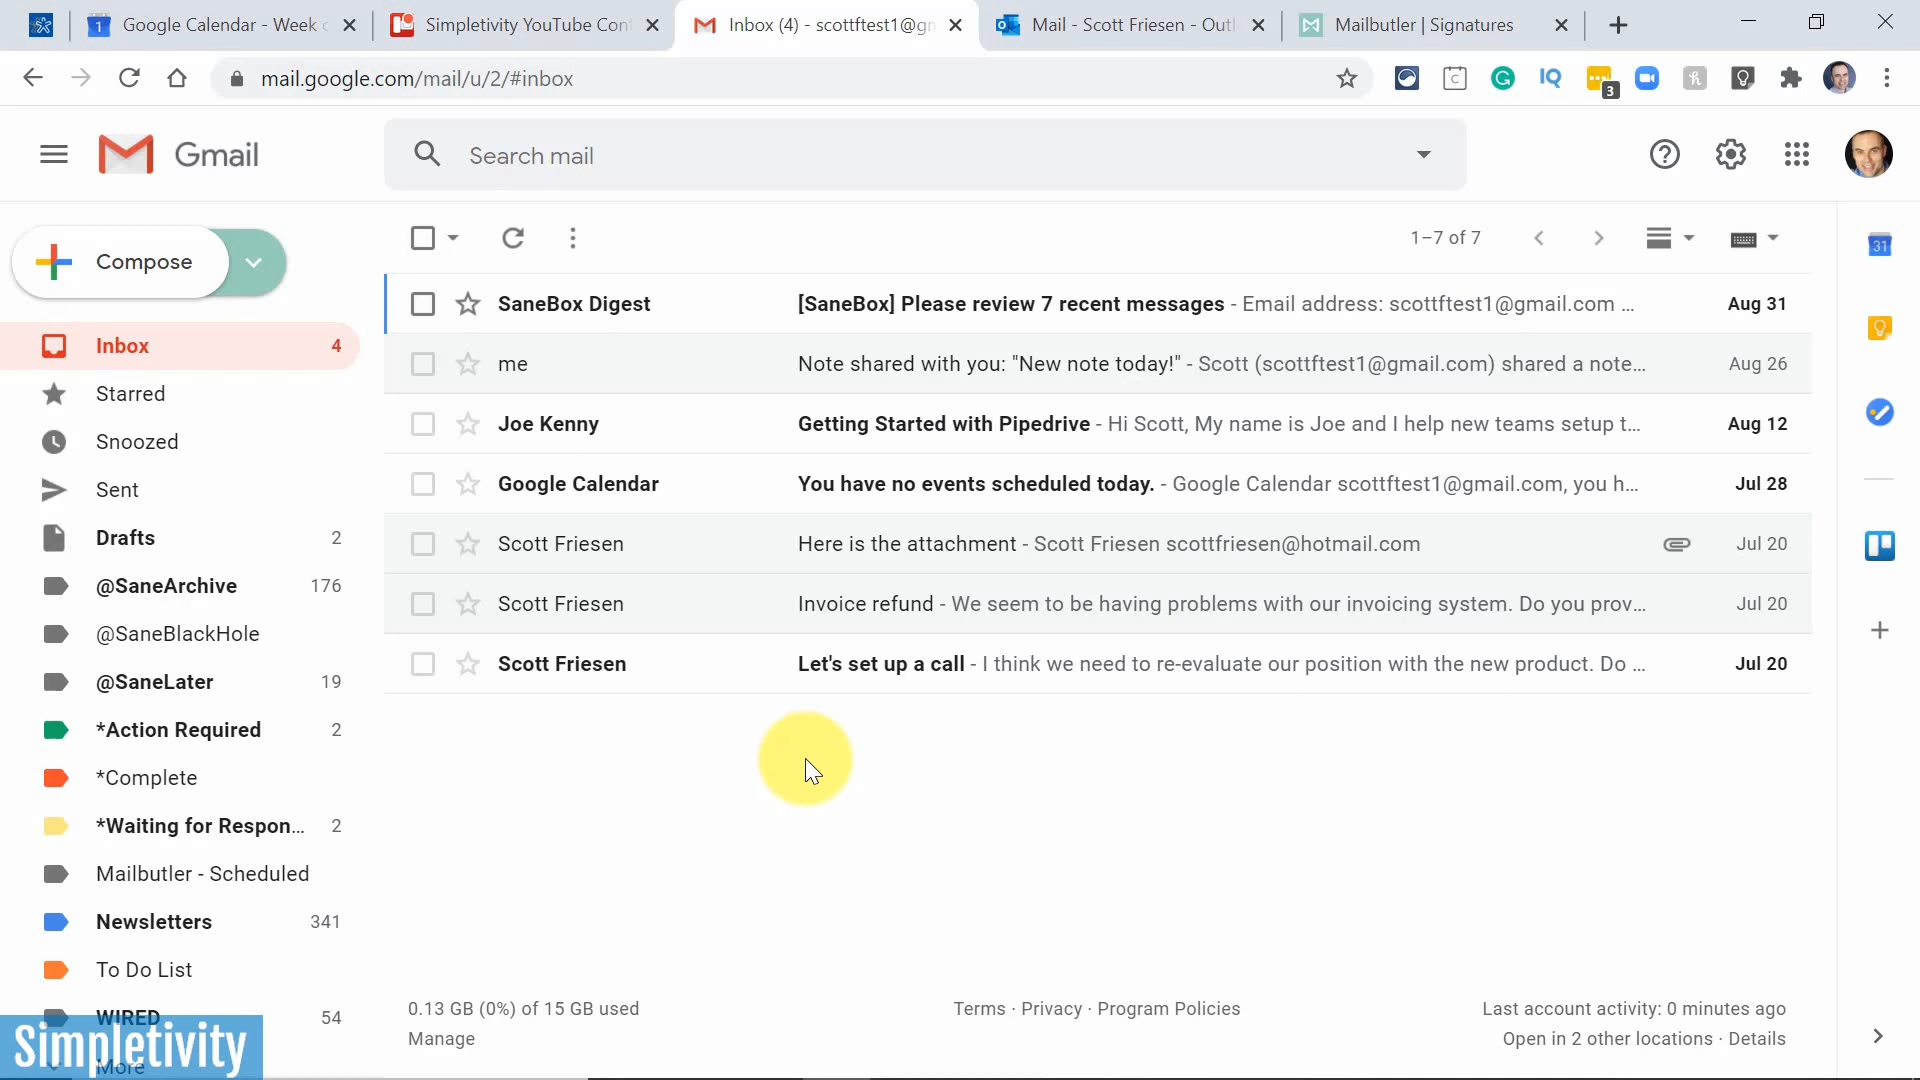 Google Calendar - Week
Simpletivity YouTube Con
Inbox (4) - scottftest1@gn
Mail - Scott Friesen - Outl
Mailbutler | Signatures
mail.google.com/mail/u/2/#inbox
3
Gmail
Search mail
Compose
1–7 of 7
Inbox 4
Starred
Snoozed
Sent
Drafts 2
@SaneArchive 176
@SaneBlackHole
@SaneLater 19
*Action Required 2
*Complete
*Waiting for Respon... 2
Mailbutler - Scheduled
Newsletters 341
To Do List
WIRED 54
More
SaneBox Digest [SaneBox] Please review 7 recent messages - Email address: scottftest1@gmail.com ... Aug 31
me Note shared with you: "New note today!" - Scott (scottftest1@gmail.com) shared a note... Aug 26
Joe Kenny Getting Started with Pipedrive - Hi Scott, My name is Joe and I help new teams setup t... Aug 12
Google Calendar You have no events scheduled today. - Google Calendar scottftest1@gmail.com, you h... Jul 28
Scott Friesen Here is the attachment - Scott Friesen scottfriesen@hotmail.com Jul 20
Scott Friesen Invoice refund - We seem to be having problems with our invoicing system. Do you prov... Jul 20
Scott Friesen Let's set up a call - I think we need to re-evaluate our position with the new product. Do ... Jul 20
31
0.13 GB (0%) of 15 GB used
Manage
Terms · Privacy · Program Policies
Last account activity: 0 minutes ago
Open in 2 other locations · Details
Simpletivity